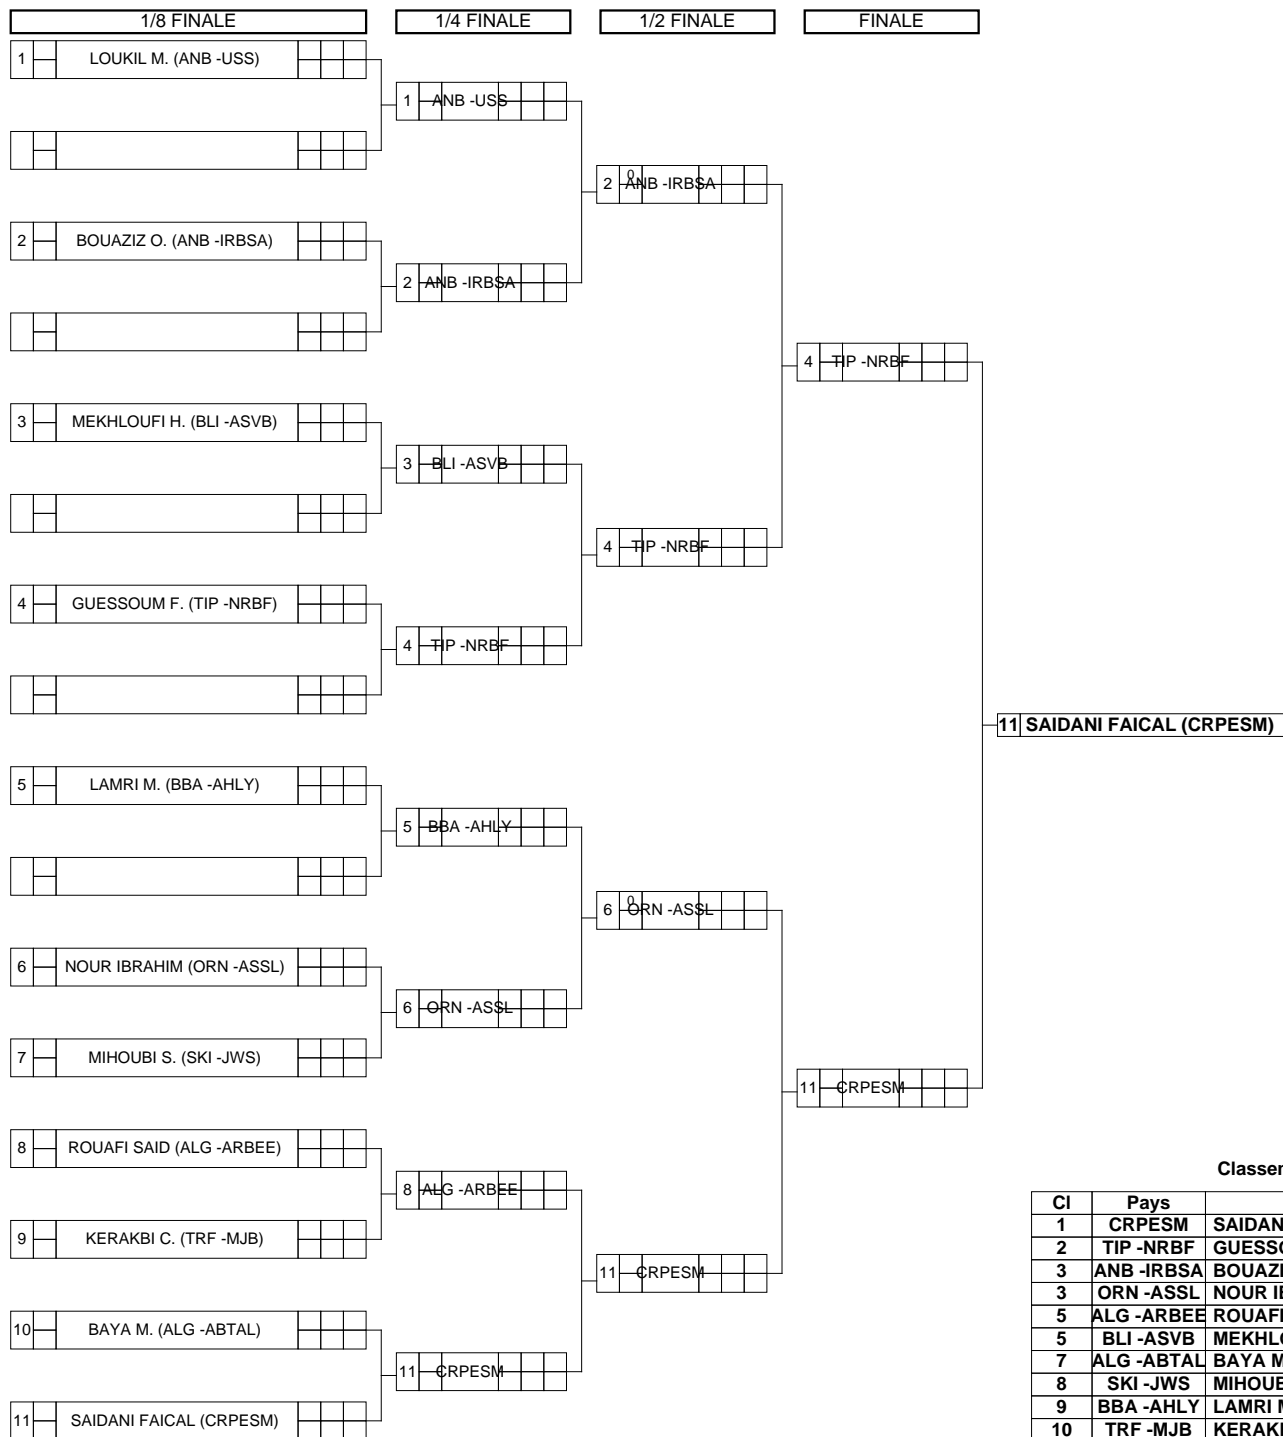 1/8 FINALE 1/4 FINALE 1/2 FINALE FINALE
1 LOUKIL M. (ANB -USS)
1 ANB -USS
2 0 ANB -IRBSA
2 BOUAZIZ O. (ANB -IRBSA)
2 ANB -IRBSA
4 TIP -NRBF
3 MEKHLOUFI H. (BLI -ASVB)
3 BLI -ASVB
4 TIP -NRBF
4 GUESSOUM F. (TIP -NRBF)
4 TIP -NRBF
11 SAIDANI FAICAL (CRPESM)
5 LAMRI M. (BBA -AHLY)
5 BBA -AHLY
6 0 ORN -ASSL
6 NOUR IBRAHIM (ORN -ASSL)
6 ORN -ASSL
7 MIHOUBI S. (SKI -JWS)
11 CRPESM
8 ROUAFI SAID (ALG -ARBEE)
8 ALG -ARBEE
9 KERAKBI C. (TRF -MJB)
11 CRPESM
10 BAYA M. (ALG -ABTAL)
11 CRPESM
11 SAIDANI FAICAL (CRPESM)
Cl Pays
1 CRPESM
2 TIP -NRBF
3 ANB -IRBSA
3 ORN -ASSL
5 ALG -ARBEE ROUAFI
5 BLI -ASVB
7 ALG -ABTAL BAYA
8 SKI -JWS
9 BBA -AHLY LAMRI
10 TRF -MJB